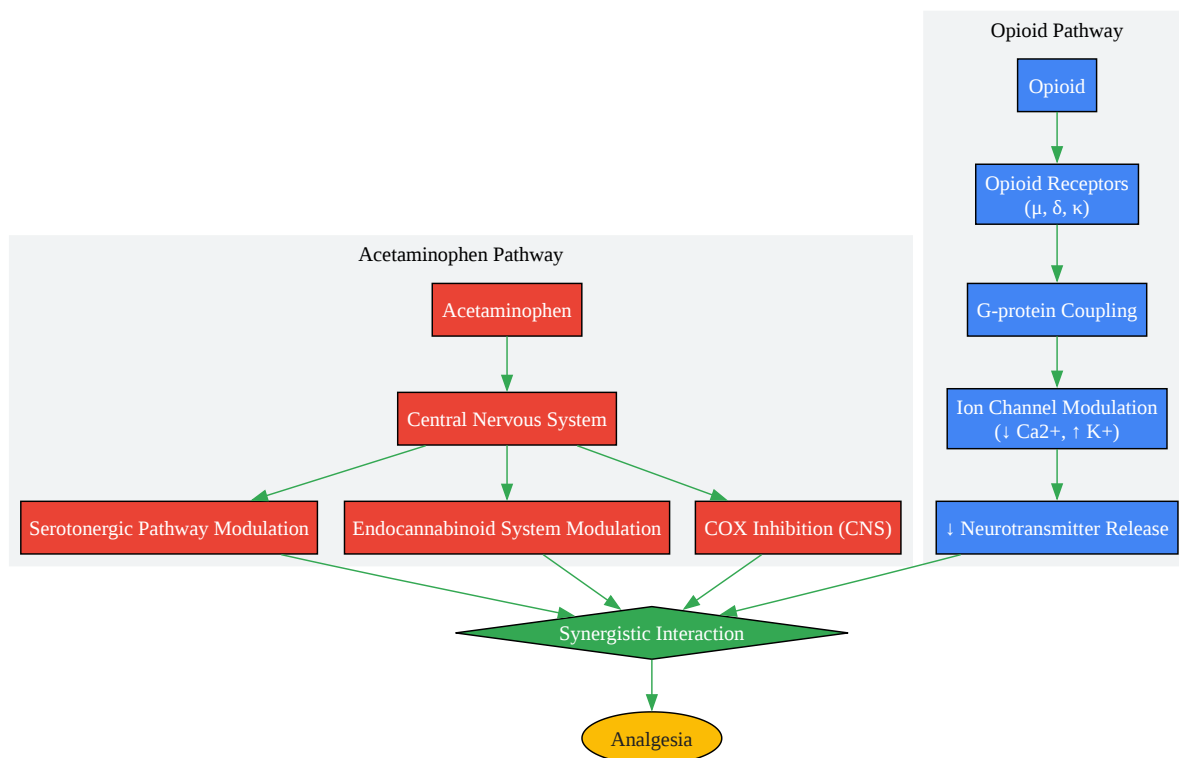 Opioid Pathway
Opioid
Opioid Receptors
(μ, δ, κ)
G-protein Coupling
Ion Channel Modulation
(↓ Ca2+, ↑ K+)
↓ Neurotransmitter Release
Acetaminophen Pathway
Acetaminophen
Central Nervous System
Serotonergic Pathway Modulation
Endocannabinoid System Modulation
COX Inhibition (CNS)
Synergistic Interaction
Analgesia